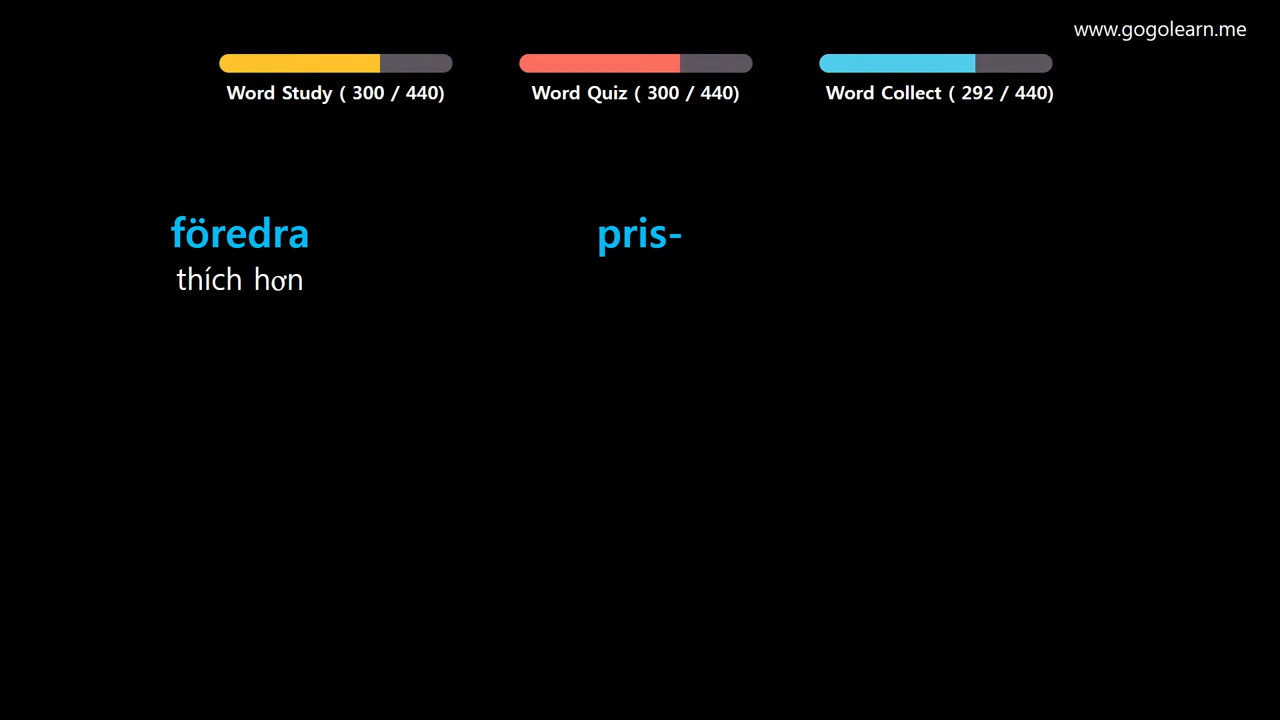 www.gogolearn.me
Word Study ( 300 / 440)
Word Quiz ( 300 / 440)
Word Collect ( 292 / 440)
föredra
thích hơn
pris-